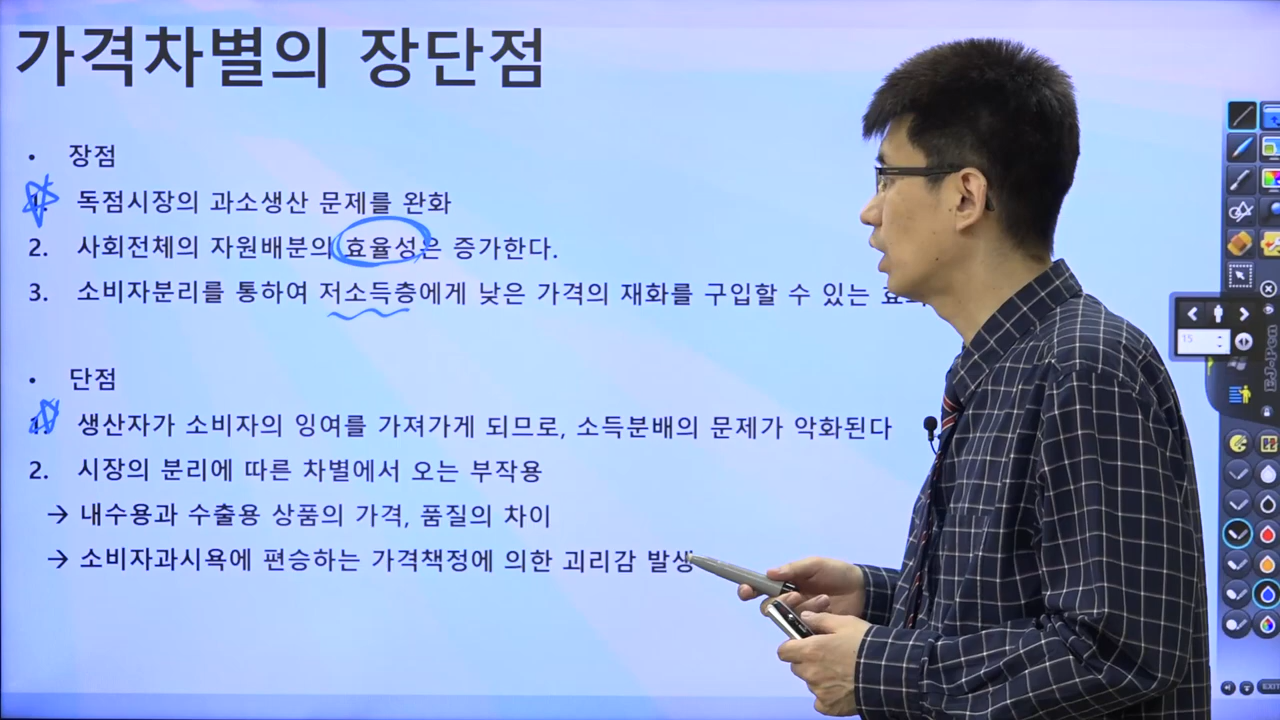 가격차별의 장단점
• 장점
1. 독점시장의 과소생산 문제를 완화
2. 사회전체의 자원배분의 효율성은 증가한다.
3. 소비자분리를 통하여 저소득층에게 낮은 가격의 재화를 구입할 수 있는
• 단점
1. 생산자가 소비자의 잉여를 가져가게 되므로, 소득분배의 문제가 악화된다
2. 시장의 분리에 따른 차별에서 오는 부작용
→ 내수용과 수출용 상품의 가격, 품질의 차이
→ 소비자과시욕에 편승하는 가격책정에 의한 괴리감 발생
15
EJ-Pen
EXIT